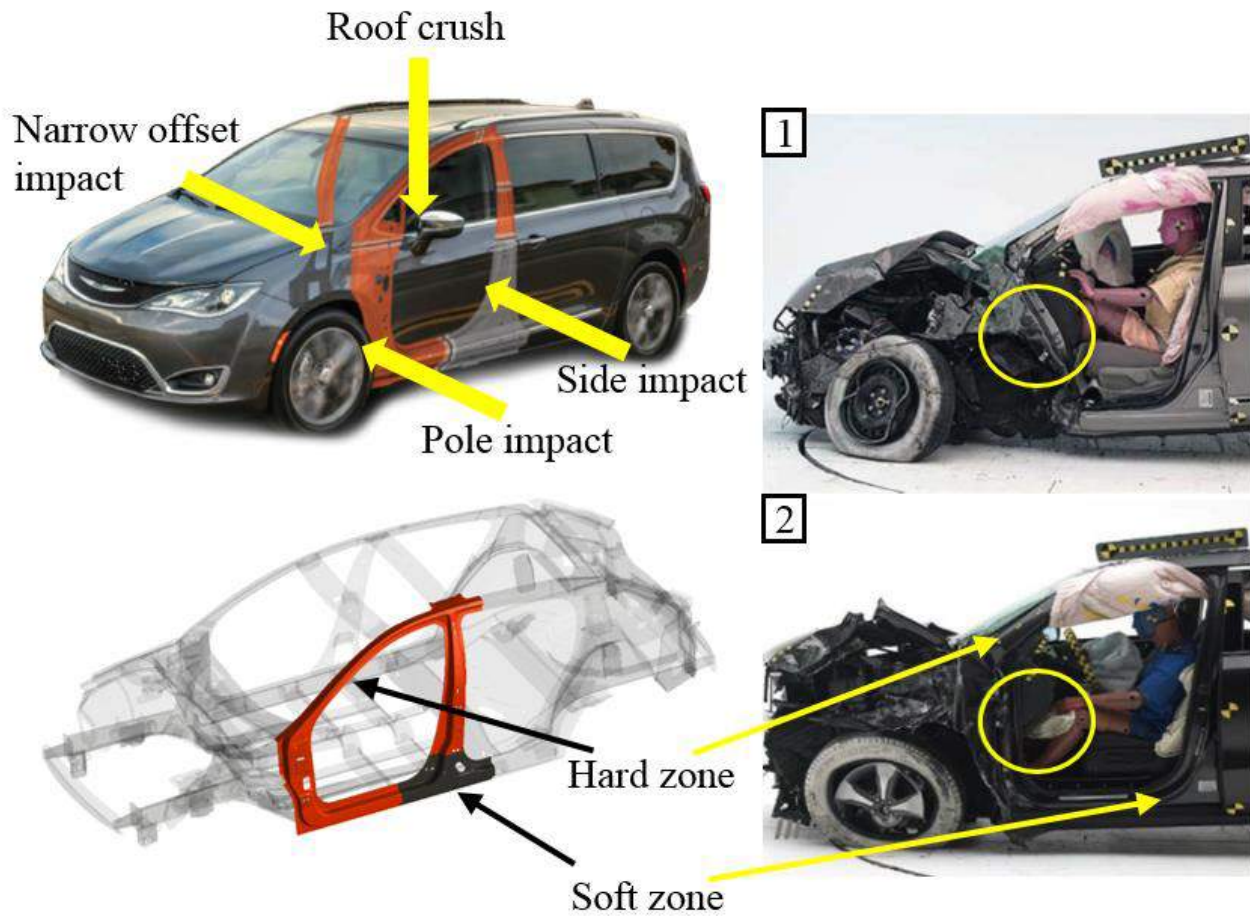 Roof crush
Narrow offset
impact
1
Side impact
Pole impact
2
Hard zone
Soft zone